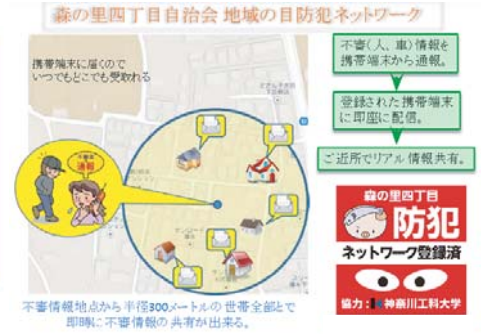 森の里四丁目自治会 地域の目防犯ネットワーク
携帯端末に届くので
いつでもどこでも受取れる
不審者
通報
不審(人、車)情報を
携帯端末から通報。
登録された携帯端末
に即座に配信。
ご近所でリアル情報共有。
森の里四丁目
防犯
ネットワーク登録済
協力：神奈川工科大学
不審情報地点から半径300メートルの世帯全部とで
即時に不審情報の共有が出来る。